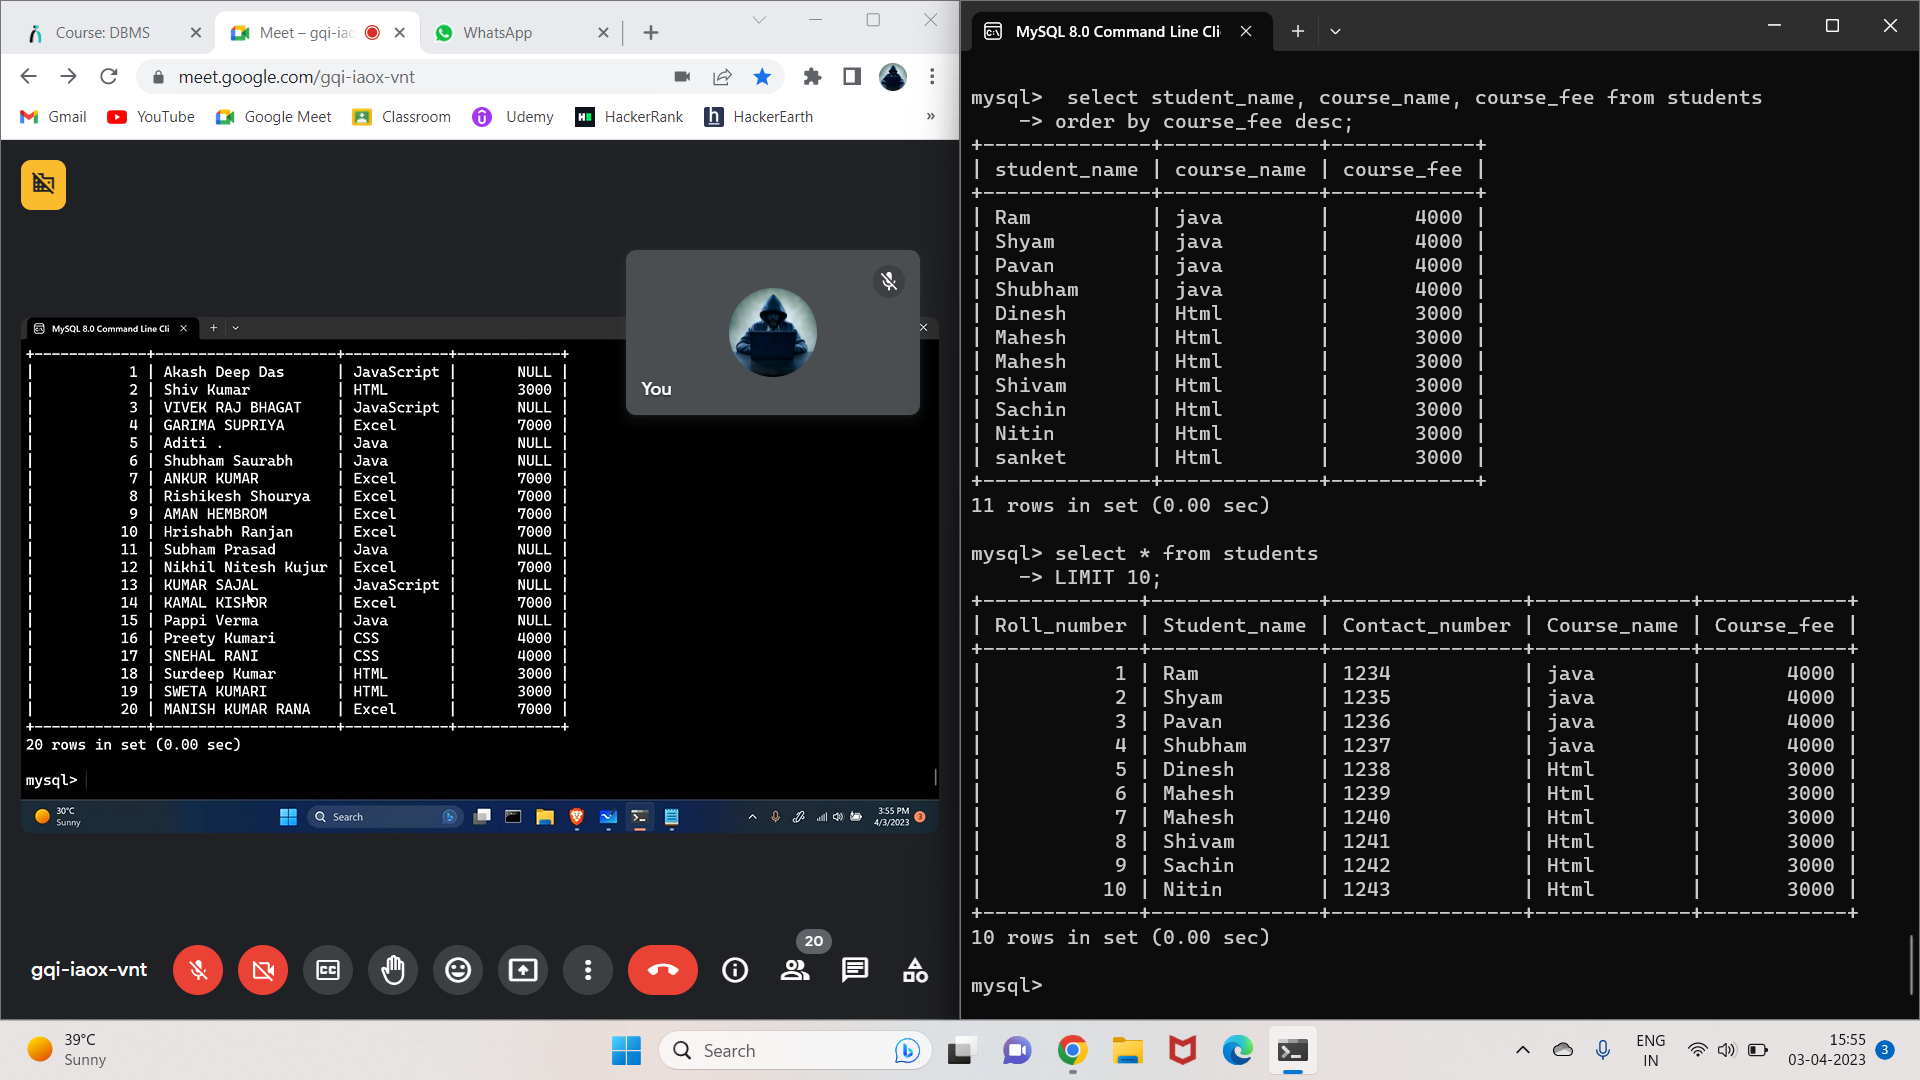 Course: DBMS
Meet – gqi-iao
WhatsApp
meet.google.com/gqi-iaox-vnt
Gmail
YouTube
Google Meet
Classroom
Udemy
HackerRank
HackerEarth
»
You
MySQL 8.0 Command Line Cli
+-------------+----------------------+------------+------------+
| 1 | Akash Deep Das | JavaScript | NULL |
| 2 | Shiv Kumar | HTML | 3000 |
| 3 | VIVEK RAJ BHAGAT | JavaScript | NULL |
| 4 | GARIMA SUPRIYA | Excel | 7000 |
| 5 | Aditi . | Java | NULL |
| 6 | Shubham Saurabh | Java | NULL |
| 7 | ANKUR KUMAR | Excel | 7000 |
| 8 | Rishikesh Shourya | Excel | 7000 |
| 9 | AMAN HEMBROM | Excel | 7000 |
| 10 | Hrishabh Ranjan | Excel | 7000 |
| 11 | Subham Prasad | Java | NULL |
| 12 | Nikhil Nitesh Kujur | Excel | 7000 |
| 13 | KUMAR SAJAL | JavaScript | NULL |
| 14 | KAMAL KISHOR | Excel | 7000 |
| 15 | Pappi Verma | Java | NULL |
| 16 | Preety Kumari | CSS | 4000 |
| 17 | SNEHAL RANI | CSS | 4000 |
| 18 | Surdeep Kumar | HTML | 3000 |
| 19 | SWETA KUMARI | HTML | 3000 |
| 20 | MANISH KUMAR RANA | Excel | 7000 |
+-------------+----------------------+------------+------------+
20 rows in set (0.00 sec)
mysql>
30°C
Sunny
Search
3:55 PM
4/3/2023
3
gqi-iaox-vnt
20
MySQL 8.0 Command Line Cli
mysql> select student_name, course_name, course_fee from students
-> order by course_fee desc;
+--------------+-------------+------------+
| student_name | course_name | course_fee |
+--------------+-------------+------------+
| Ram | java | 4000 |
| Shyam | java | 4000 |
| Pavan | java | 4000 |
| Shubham | java | 4000 |
| Dinesh | Html | 3000 |
| Mahesh | Html | 3000 |
| Mahesh | Html | 3000 |
| Shivam | Html | 3000 |
| Sachin | Html | 3000 |
| Nitin | Html | 3000 |
| sanket | Html | 3000 |
+--------------+-------------+------------+
11 rows in set (0.00 sec)
mysql> select * from students
-> LIMIT 10;
+-------------+--------------+----------------+-------------+------------+
| Roll_number | Student_name | Contact_number | Course_name | Course_fee |
+-------------+--------------+----------------+-------------+------------+
| 1 | Ram | 1234 | java | 4000 |
| 2 | Shyam | 1235 | java | 4000 |
| 3 | Pavan | 1236 | java | 4000 |
| 4 | Shubham | 1237 | java | 4000 |
| 5 | Dinesh | 1238 | Html | 3000 |
| 6 | Mahesh | 1239 | Html | 3000 |
| 7 | Mahesh | 1240 | Html | 3000 |
| 8 | Shivam | 1241 | Html | 3000 |
| 9 | Sachin | 1242 | Html | 3000 |
| 10 | Nitin | 1243 | Html | 3000 |
+-------------+--------------+----------------+-------------+------------+
10 rows in set (0.00 sec)
mysql>
39°C
Sunny
Search
ENG
IN
15:55
03-04-2023
3